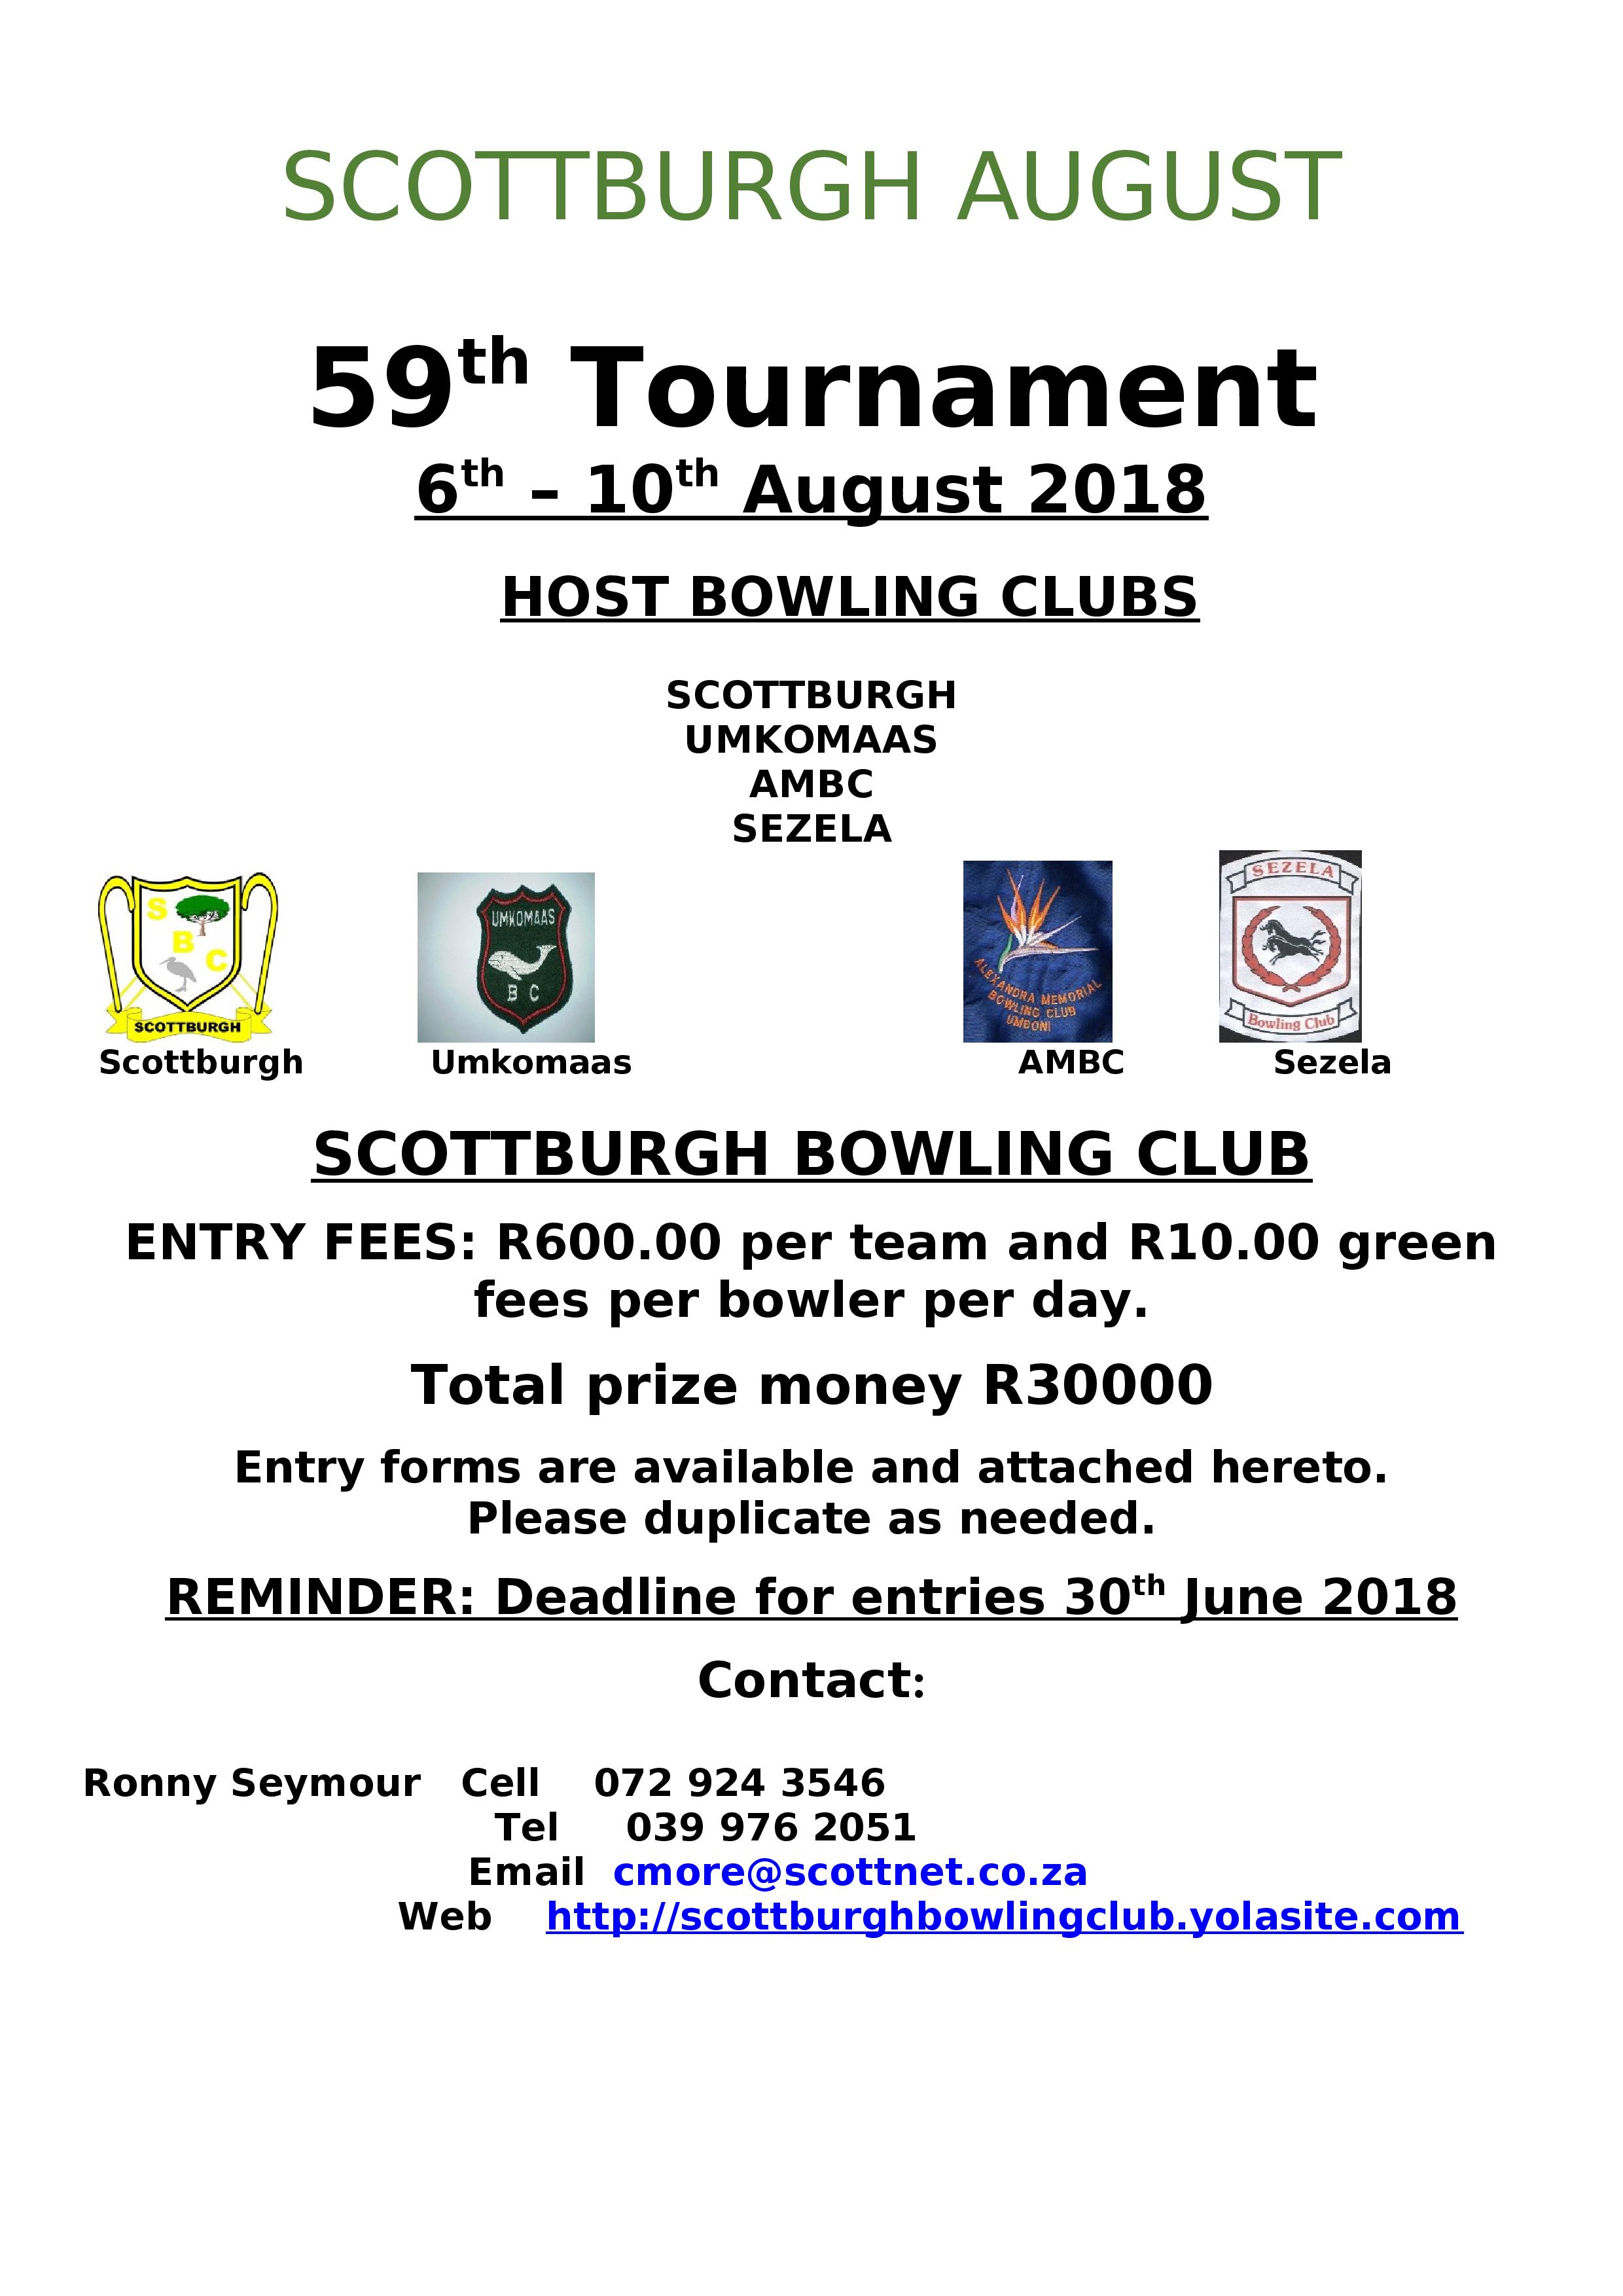 SCOTTBURGH AUGUST
59th Tournament
6th – 10th August 2018
HOST BOWLING CLUBS
SCOTTBURGH
UMKOMAAS
AMBC
SEZELA
S
B
C
SCOTTBURGH
UMKOMAAS
B C
ALEXANDRA MEMORIAL
BOWLING CLUB
UMDONI
SEZELA
Bowling Club
Scottburgh Umkomaas AMBC Sezela
SCOTTBURGH BOWLING CLUB
ENTRY FEES: R600.00 per team and R10.00 green
fees per bowler per day.
Total prize money R30000
Entry forms are available and attached hereto.
Please duplicate as needed.
REMINDER: Deadline for entries 30th June 2018
Contact:
Ronny Seymour Cell 072 924 3546
Tel 039 976 2051
Email cmore@scottnet.co.za
Web http://scottburghbowlingclub.yolasite.com